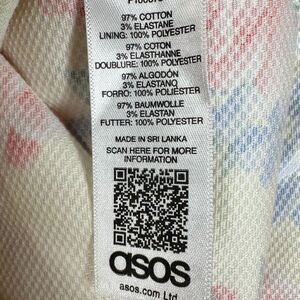 97% COTTON
3% ELASTANE
LINING: 100% POLYESTER
97% COTON
3% ELASTHANNE
DOUBLURE: 100% POLYESTER
97% ALGODÓN
3% ELASTANO
FORRO: 100% POLIÉSTER
97% BAUMWOLLE
3% ELASTAN
FUTTER: 100% POLYESTER
MADE IN SRI LANKA
SCAN HERE FOR MORE
INFORMATION
asos
asos.com Ltd